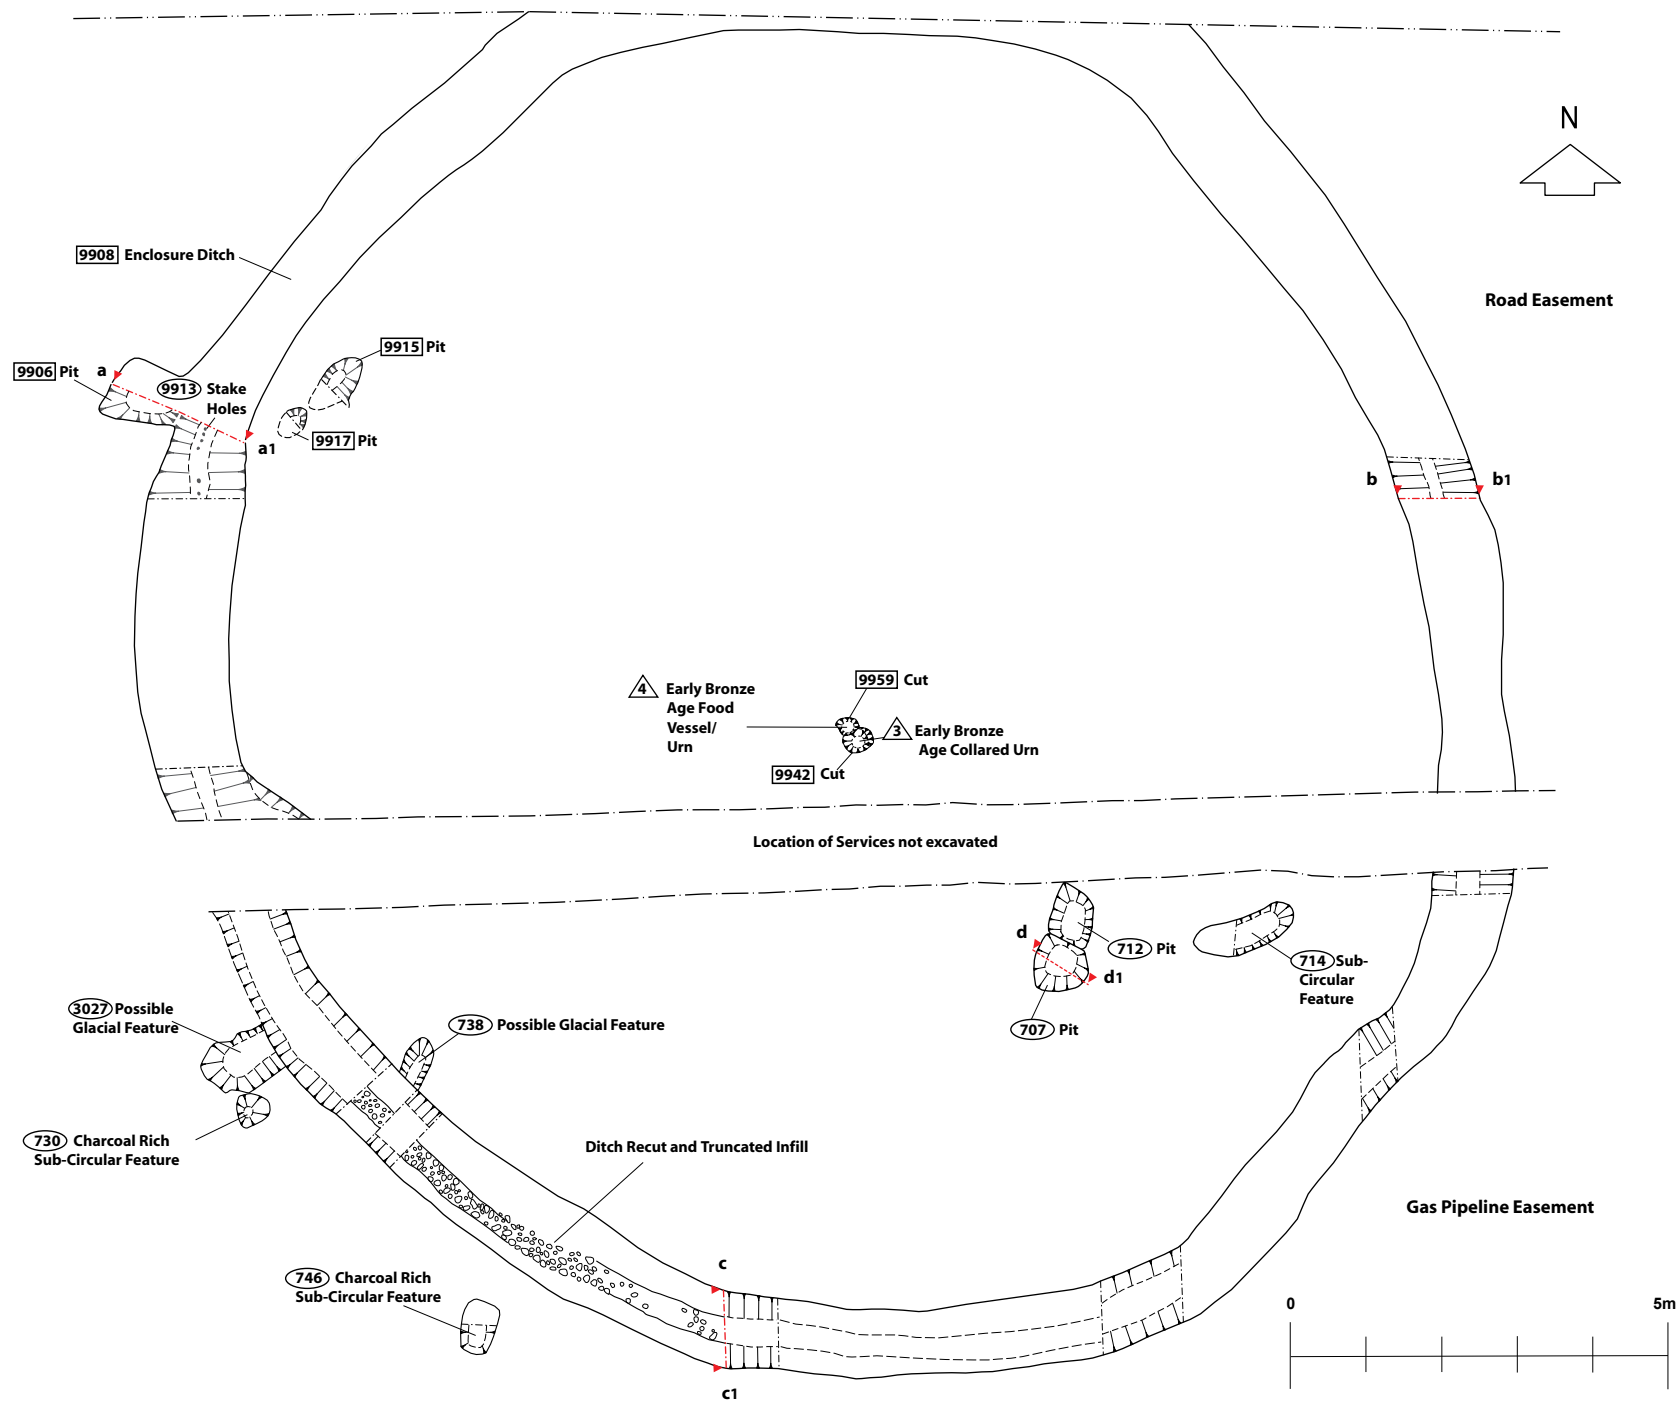 N
9908 Enclosure Ditch
Road Easement
9915 Pit
9906 Pit
a
9913 Stake
Holes
9917 Pit
a1
b
b1
4 Early Bronze
Age Food
Vessel/
Urn
9959 Cut
3 Early Bronze
Age Collared Urn
9942 Cut
Location of Services not excavated
d
712 Pit
d1
714 Sub-
Circular
Feature
707 Pit
3027 Possible
Glacial Feature
738 Possible Glacial Feature
730 Charcoal Rich
Sub-Circular Feature
Ditch Recut and Truncated Infill
Gas Pipeline Easement
c
746 Charcoal Rich
Sub-Circular Feature
0
5m
c1